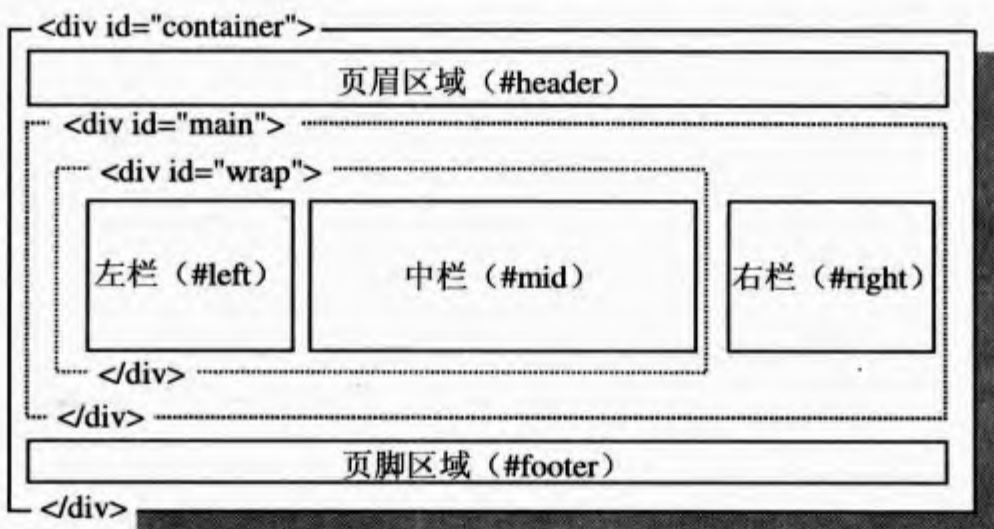 <div id="container">
页眉区域（#header）
<div id="main">
<div id="wrap">
左栏（#left）
中栏（#mid）
右栏（#right）
</div>
</div>
页脚区域（#footer）
</div>